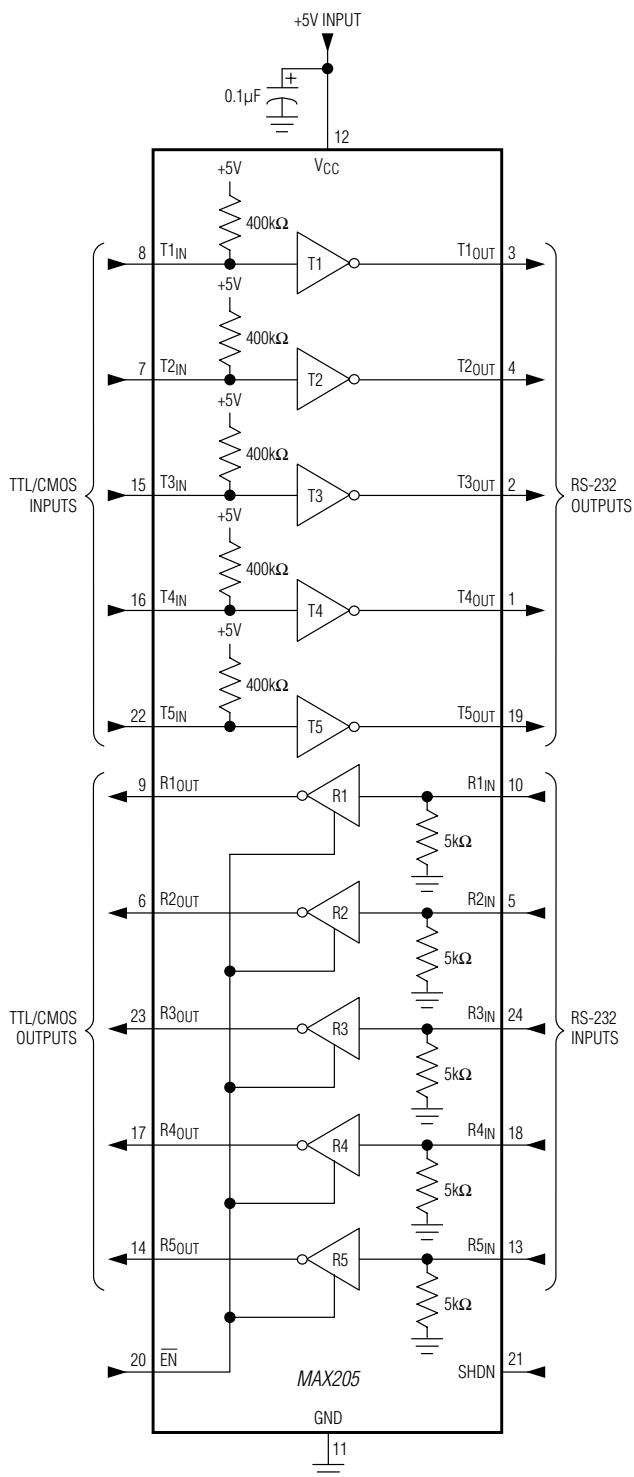 +5V INPUT
0.1µF
+
12
VCC
+5V
400kΩ
8 T1IN T1 T1OUT 3
+5V
400kΩ
7 T2IN T2 T2OUT 4
+5V
400kΩ
TTL/CMOS
INPUTS
15 T3IN T3 T3OUT 2
RS-232
OUTPUTS
+5V
400kΩ
16 T4IN T4 T4OUT 1
+5V
400kΩ
22 T5IN T5 T5OUT 19
9 R1OUT R1 R1IN 10
5kΩ
6 R2OUT R2 R2IN 5
5kΩ
TTL/CMOS
OUTPUTS
23 R3OUT R3 R3IN 24
RS-232
INPUTS
5kΩ
17 R4OUT R4 R4IN 18
5kΩ
14 R5OUT R5 R5IN 13
5kΩ
20 EN MAX205 SHDN 21
GND
11